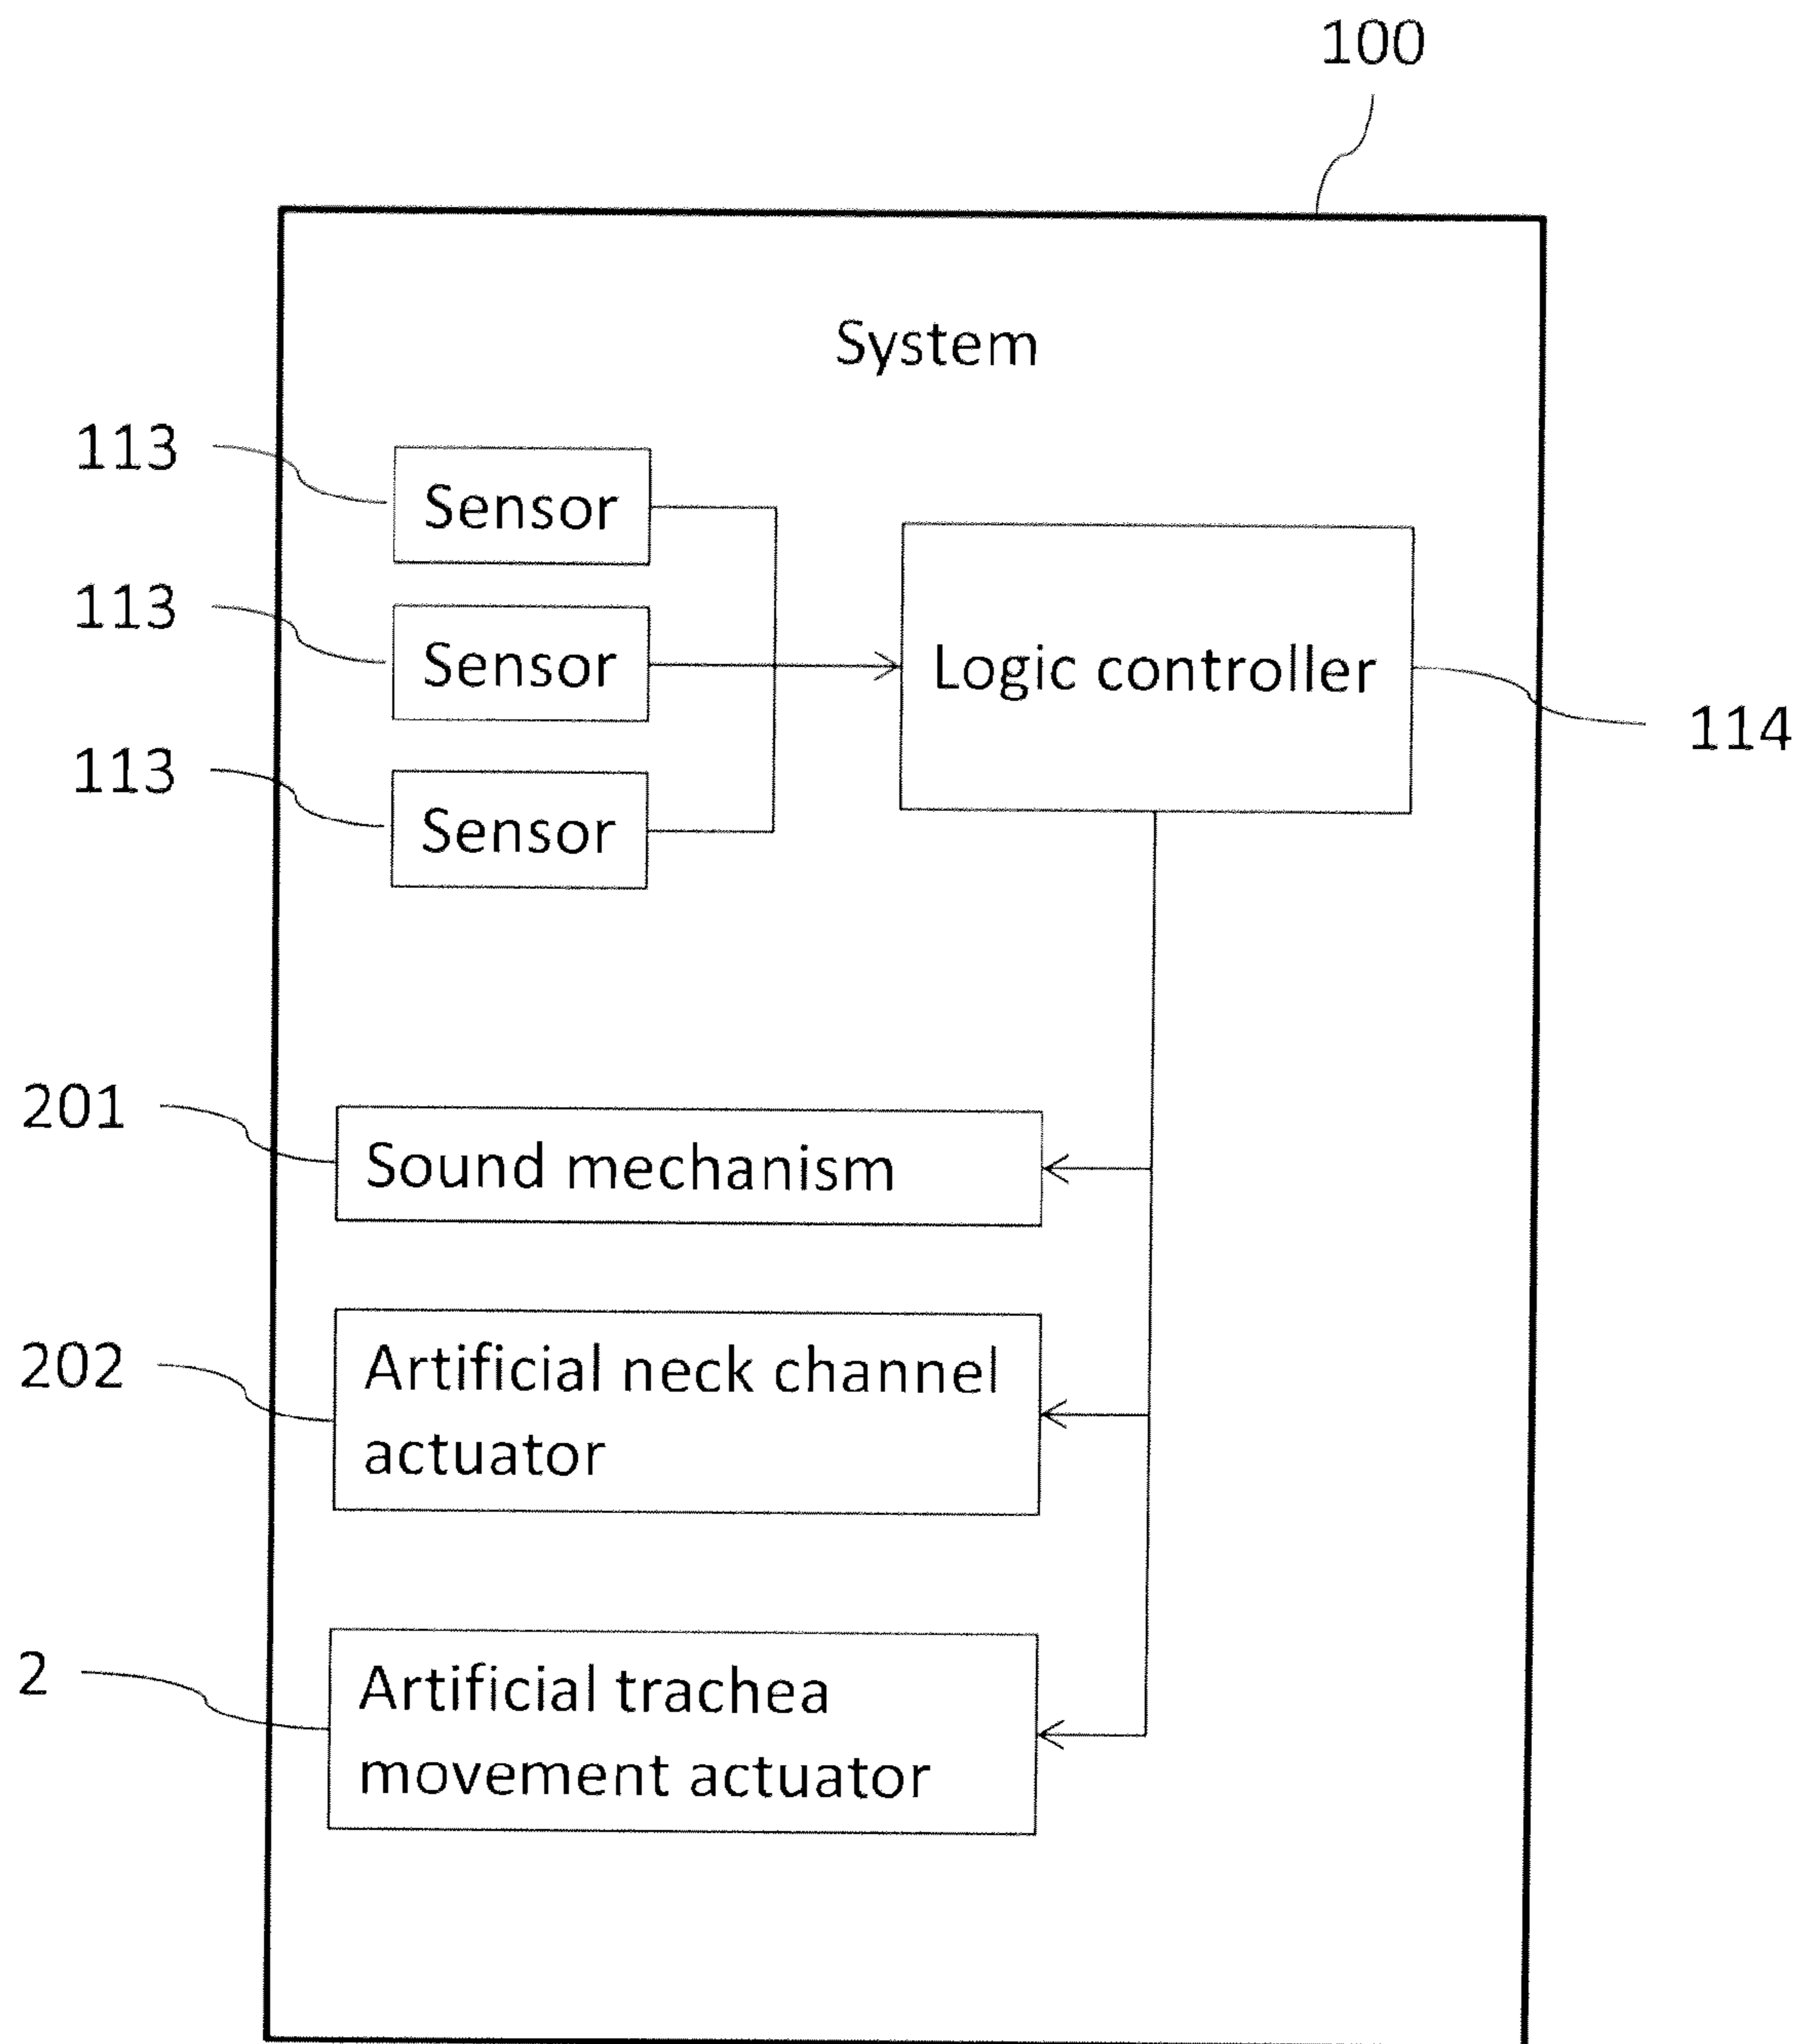 100
System
113
Sensor
113
Sensor
Logic controller
114
113
Sensor
201
Sound mechanism
202
Artificial neck channel
actuator
2
Artificial trachea
movement actuator